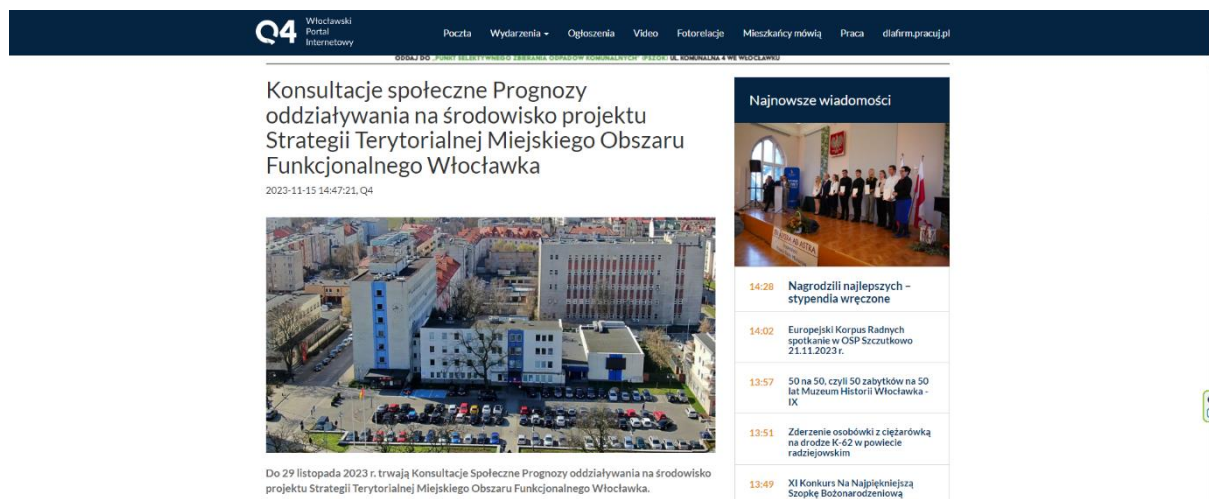 Q4
Włocławski
Portal
Internetowy
Poczta Wydarzenia Ogłoszenia Video Fotorelacje Mieszkańcy mówią Praca dlafirm.pracuj.pl
ODDAJ DO „PUNKT SELEKTYWNEGO ZBIERANIA ODPADÓW KOMUNALNYCH" (PSZOK) UL. KOMUNALNA 4 WE WŁOCŁAWKU
Konsultacje społeczne Prognozy
oddziaływania na środowisko projektu
Strategii Terytorialnej Miejskiego Obszaru
Funkcjonalnego Włocławka
2023-11-15 14:47:21, Q4
Do 29 listopada 2023 r. trwają Konsultacje Społeczne Prognozy oddziaływania na środowisko
projektu Strategii Terytorialnej Miejskiego Obszaru Funkcjonalnego Włocławka.
Najnowsze wiadomości
14:28 Nagrodzili najlepszych –
stypendia wręczone
14:02 Europejski Korpus Radnych
spotkanie w OSP Szczutkowo
21.11.2023 r.
13:57 50 na 50, czyli 50 zabytków na 50
lat Muzeum Historii Włocławka -
IX
13:51 Zderzenie osobówki z ciężarówką
na drodze K-62 w powiecie
radziejowskim
13:49 XI Konkurs Na Najpiękniejszą
Szopkę Bożonarodzeniową